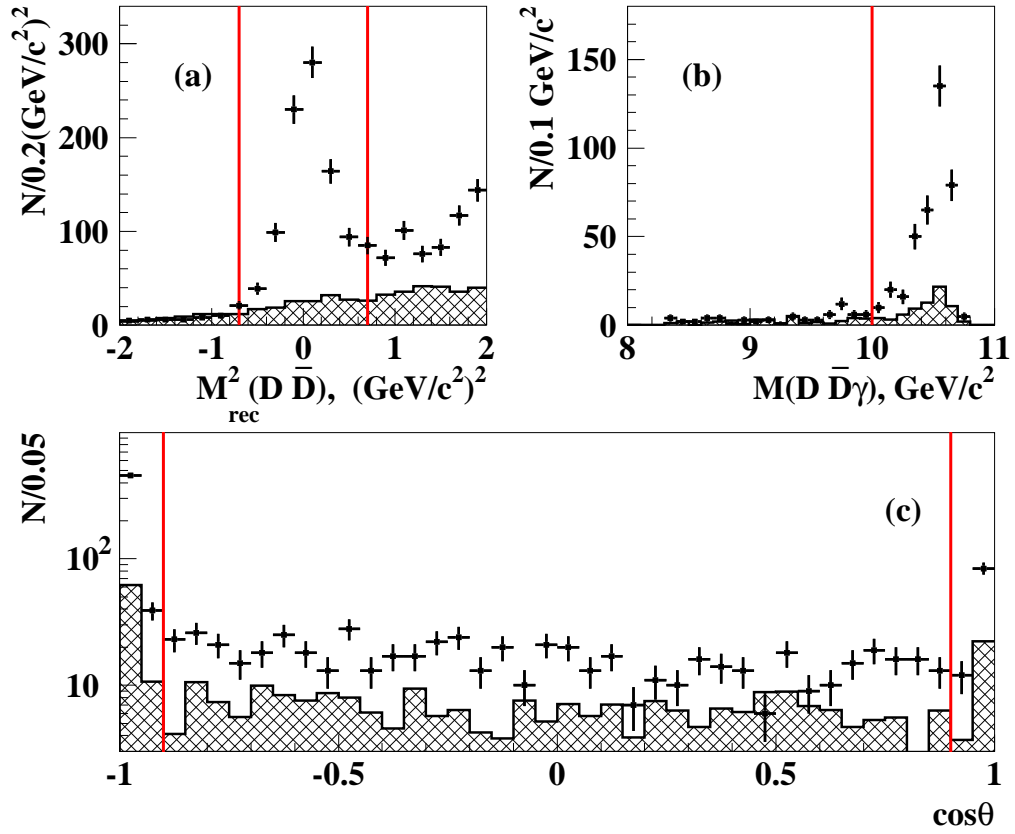 N/0.2(GeV/c²)²
300
200
100
0
(a)
-2 -1 0 1 2
M²rec(D D̄), (GeV/c²)²
N/0.1 GeV/c²
150
100
50
0
(b)
8 9 10 11
M(D D̄γ), GeV/c²
N/0.05
10²
10
(c)
-1 -0.5 0 0.5 1
cosθ